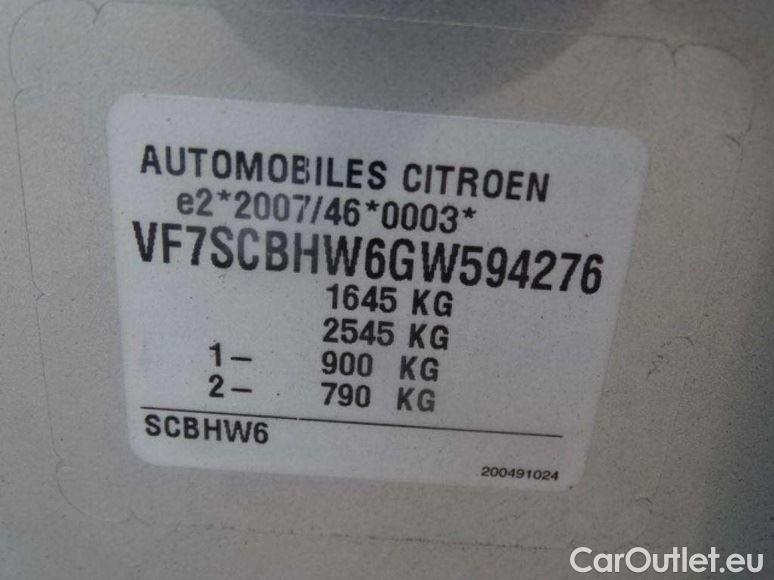 AUTOMOBILES CITROEN
e2*2007/46*0003*
VF7SCBHW6GW594276
1645 KG
2545 KG
1- 900 KG
2- 790 KG
SCBHW6
200491024
CarOutlet.eu